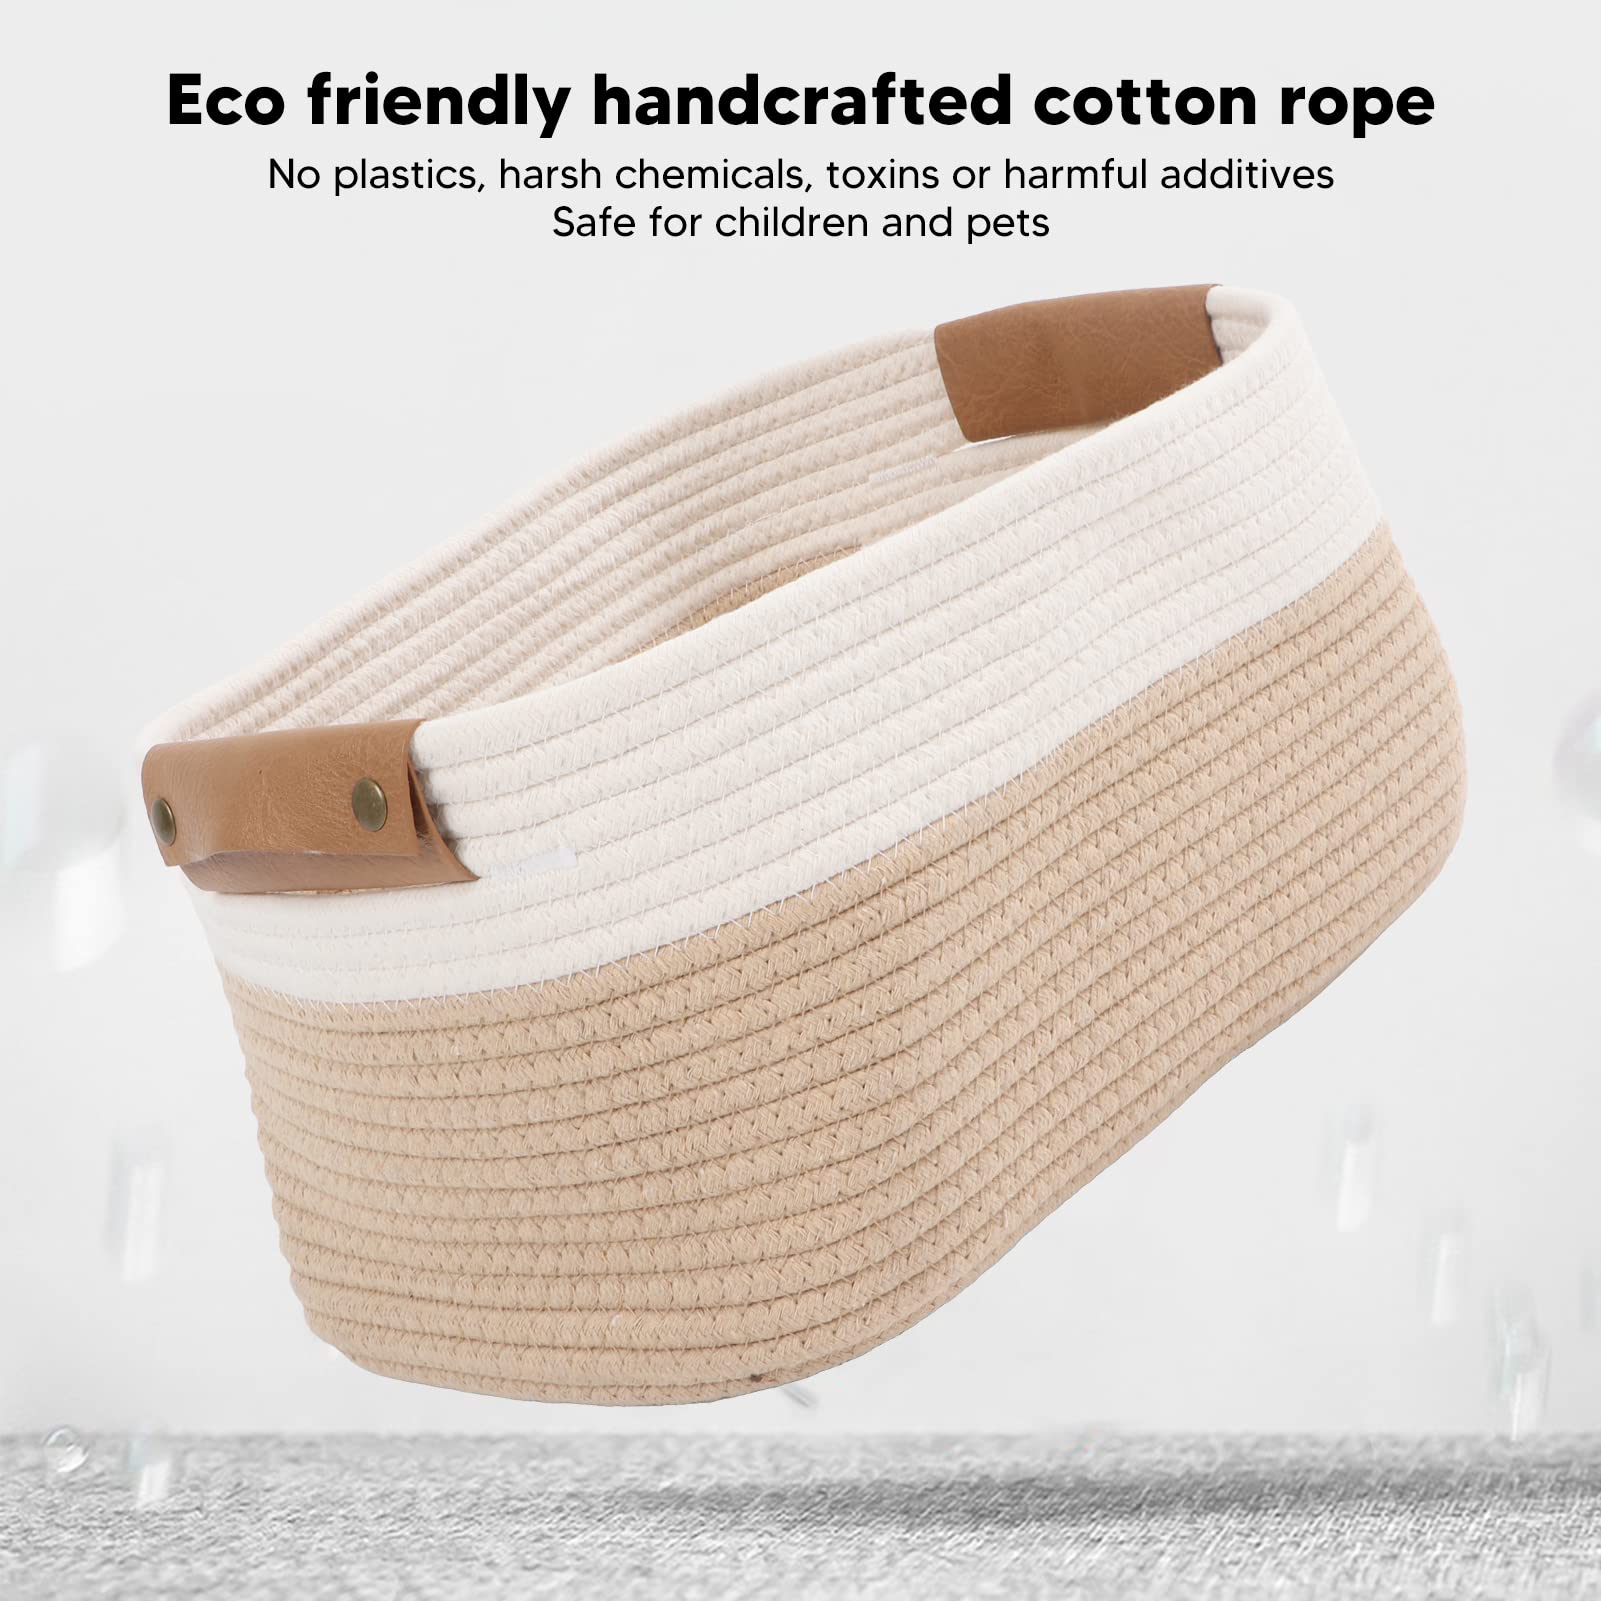 Eco friendly handcrafted cotton rope
No plastics, harsh chemicals, toxins or harmful additives
Safe for children and pets